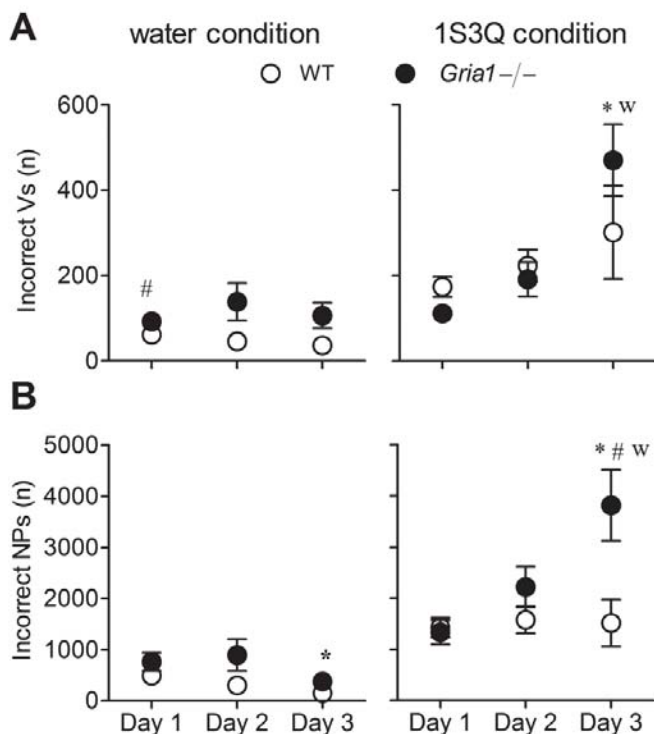 A
water condition
1S3Q condition
WT
Gria1 –/–
Incorrect Vs (n)
600
400
200
0
#
* w
B
Incorrect NPs (n)
5000
4000
3000
2000
1000
0
*
* # w
Day 1 Day 2 Day 3
Day 1 Day 2 Day 3